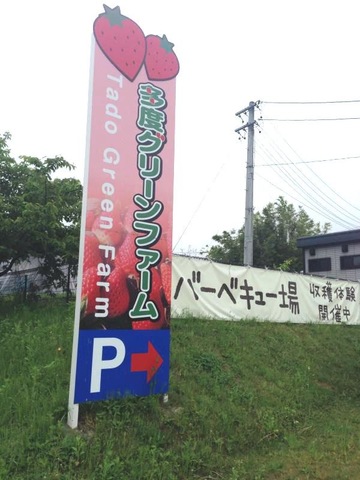 Tado Green Farm
多度グリーンファーム
P
バーベキュー場
収穫体験
開催中